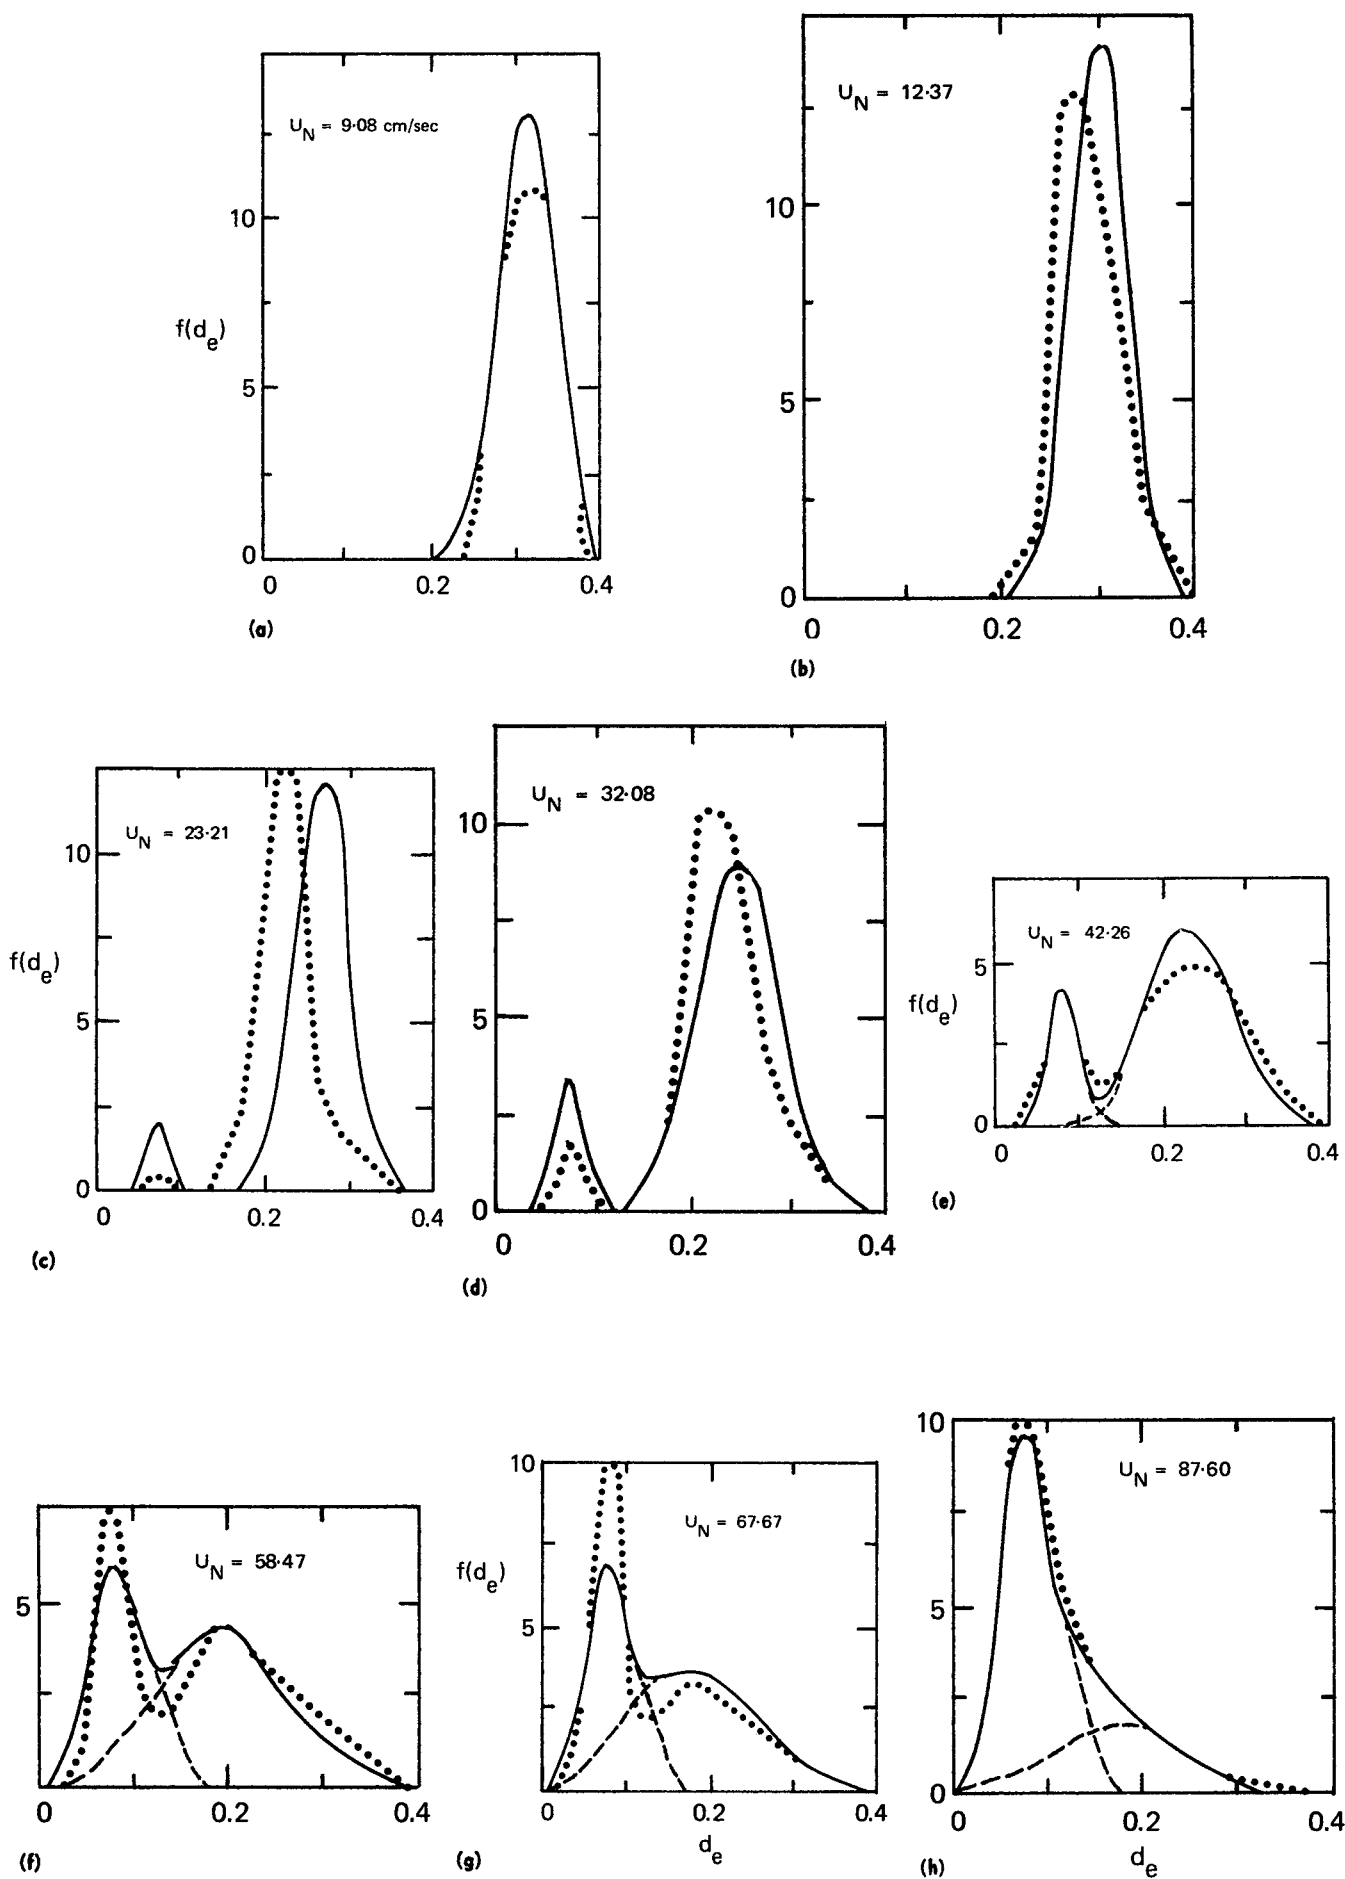 U_N = 9·08 cm/sec
10
f(d_e)
5
0
0 0.2 0.4
(a)
U_N = 12·37
10
5
0
0 0.2 0.4
(b)
U_N = 23·21
10
f(d_e)
5
0
0 0.2 0.4
(c)
U_N = 32·08
10
5
0
0 0.2 0.4
(d)
U_N = 42·26
5
f(d_e)
0
0 0.2 0.4
(e)
U_N = 58·47
5
0 0.2 0.4
(f)
10
U_N = 67·67
f(d_e)
5
0
0 0.2 0.4
d_e
(g)
10
U_N = 87·60
5
0
0 0.2 0.4
d_e
(h)